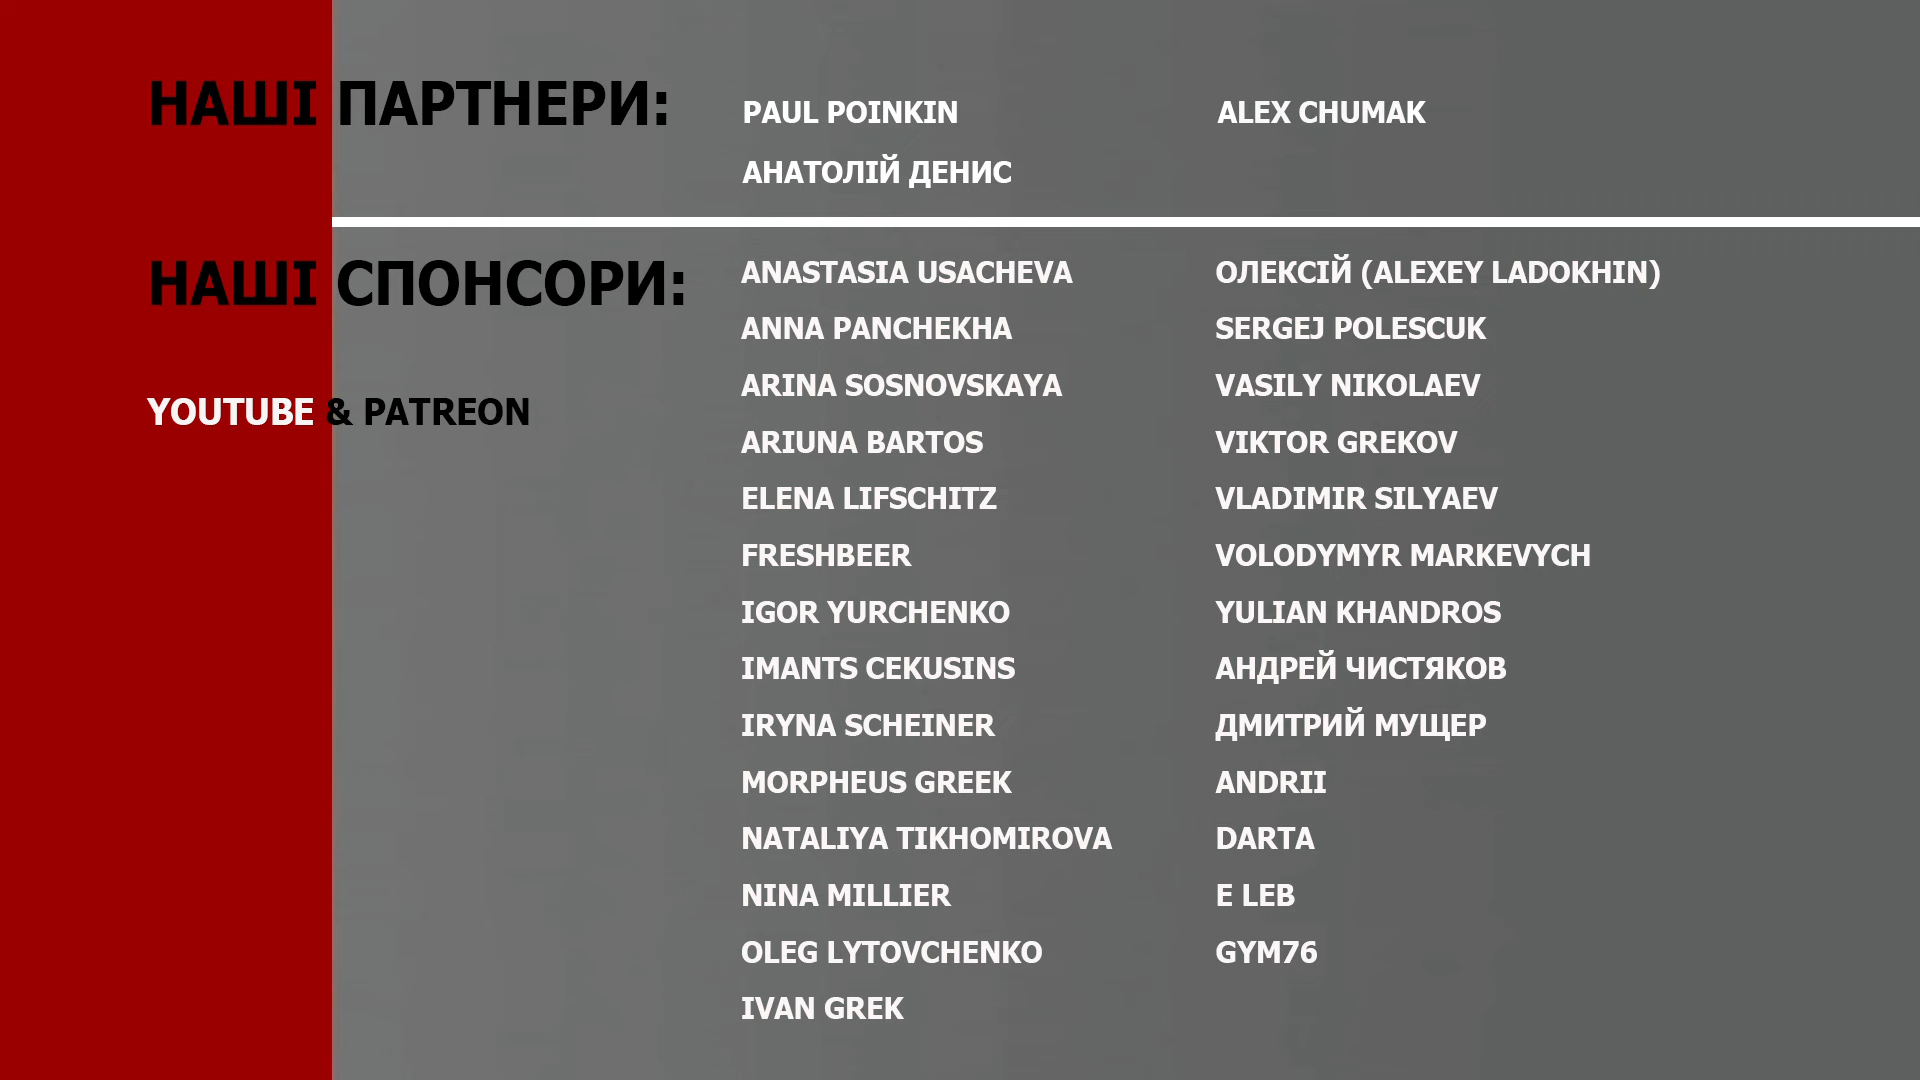 НАШІ ПАРТНЕРИ:
PAUL POINKIN
ALEX CHUMAK
АНАТОЛІЙ ДЕНИС
НАШІ СПОНСОРИ:
YOUTUBE & PATREON
ANASTASIA USACHEVA
ANNA PANCHEKHA
ARINA SOSNOVSKAYA
ARIUNA BARTOS
ELENA LIFSCHITZ
FRESHBEER
IGOR YURCHENKO
IMANTS CEKUSINS
IRYNA SCHEINER
MORPHEUS GREEK
NATALIYA TIKHOMIROVA
NINA MILLIER
OLEG LYTOVCHENKO
IVAN GREK
ОЛЕКСІЙ (ALEXEY LADOKHIN)
SERGEJ POLESCUK
VASILY NIKOLAEV
VIKTOR GREKOV
VLADIMIR SILYAEV
VOLODYMYR MARKEVYCH
YULIAN KHANDROS
АНДРЕЙ ЧИСТЯКОВ
ДМИТРИЙ МУЩЕР
ANDRII
DARTA
E LEB
GYM76